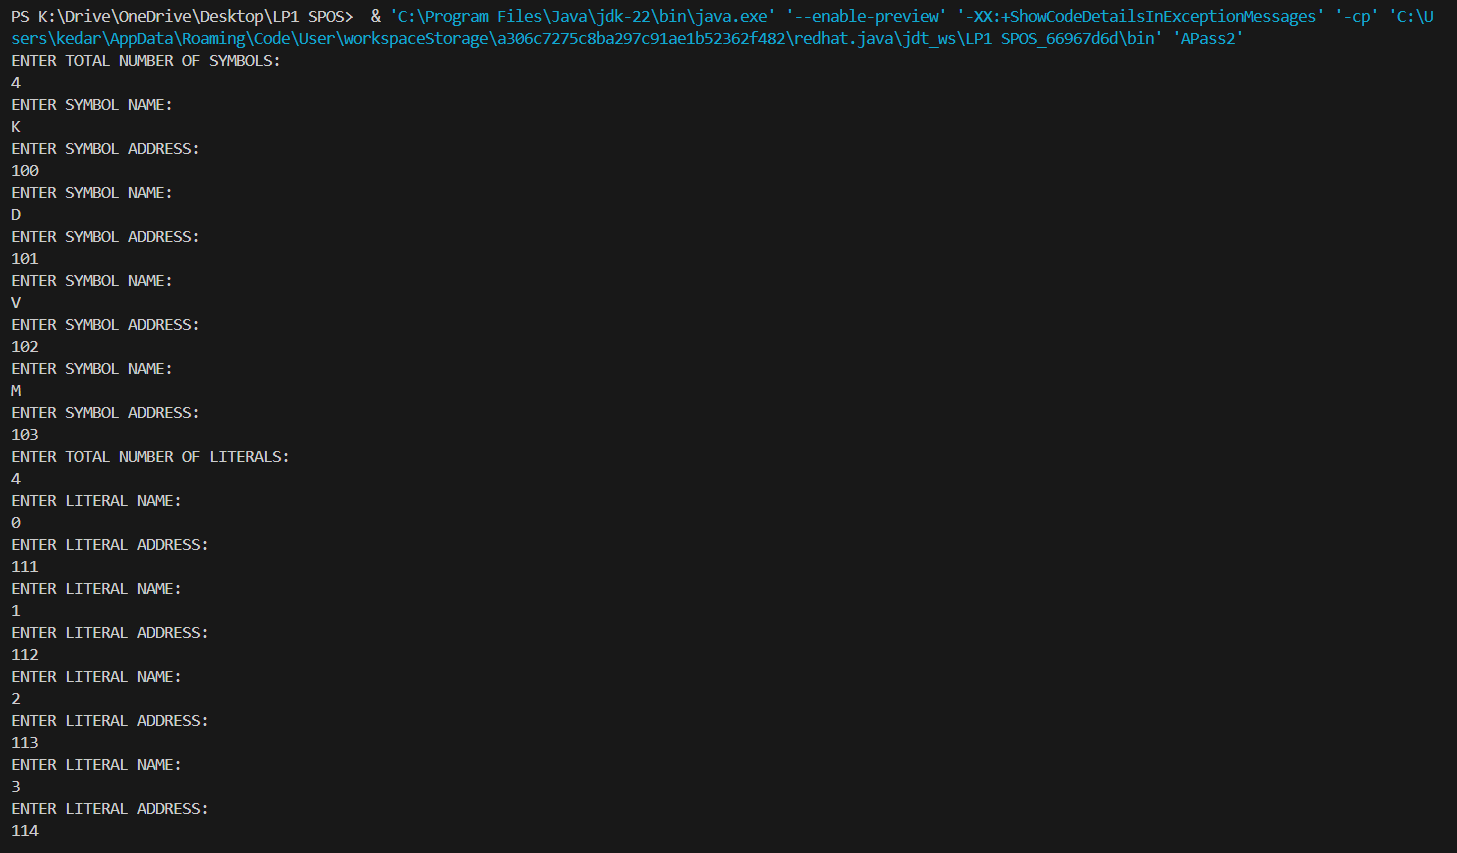 PS K:\Drive\OneDrive\Desktop\LP1 SPOS>  & 'C:\Program Files\Java\jdk-22\bin\java.exe' '--enable-preview' '-XX:+ShowCodeDetailsInExceptionMessages' '-cp' 'C:\U
sers\kedar\AppData\Roaming\Code\User\workspaceStorage\a306c7275c8ba297c91ae1b52362f482\redhat.java\jdt_ws\LP1 SPOS_66967d6d\bin' 'APass2'
ENTER TOTAL NUMBER OF SYMBOLS:
4
ENTER SYMBOL NAME:
K
ENTER SYMBOL ADDRESS:
100
ENTER SYMBOL NAME:
D
ENTER SYMBOL ADDRESS:
101
ENTER SYMBOL NAME:
V
ENTER SYMBOL ADDRESS:
102
ENTER SYMBOL NAME:
M
ENTER SYMBOL ADDRESS:
103
ENTER TOTAL NUMBER OF LITERALS:
4
ENTER LITERAL NAME:
0
ENTER LITERAL ADDRESS:
111
ENTER LITERAL NAME:
1
ENTER LITERAL ADDRESS:
112
ENTER LITERAL NAME:
2
ENTER LITERAL ADDRESS:
113
ENTER LITERAL NAME:
3
ENTER LITERAL ADDRESS:
114